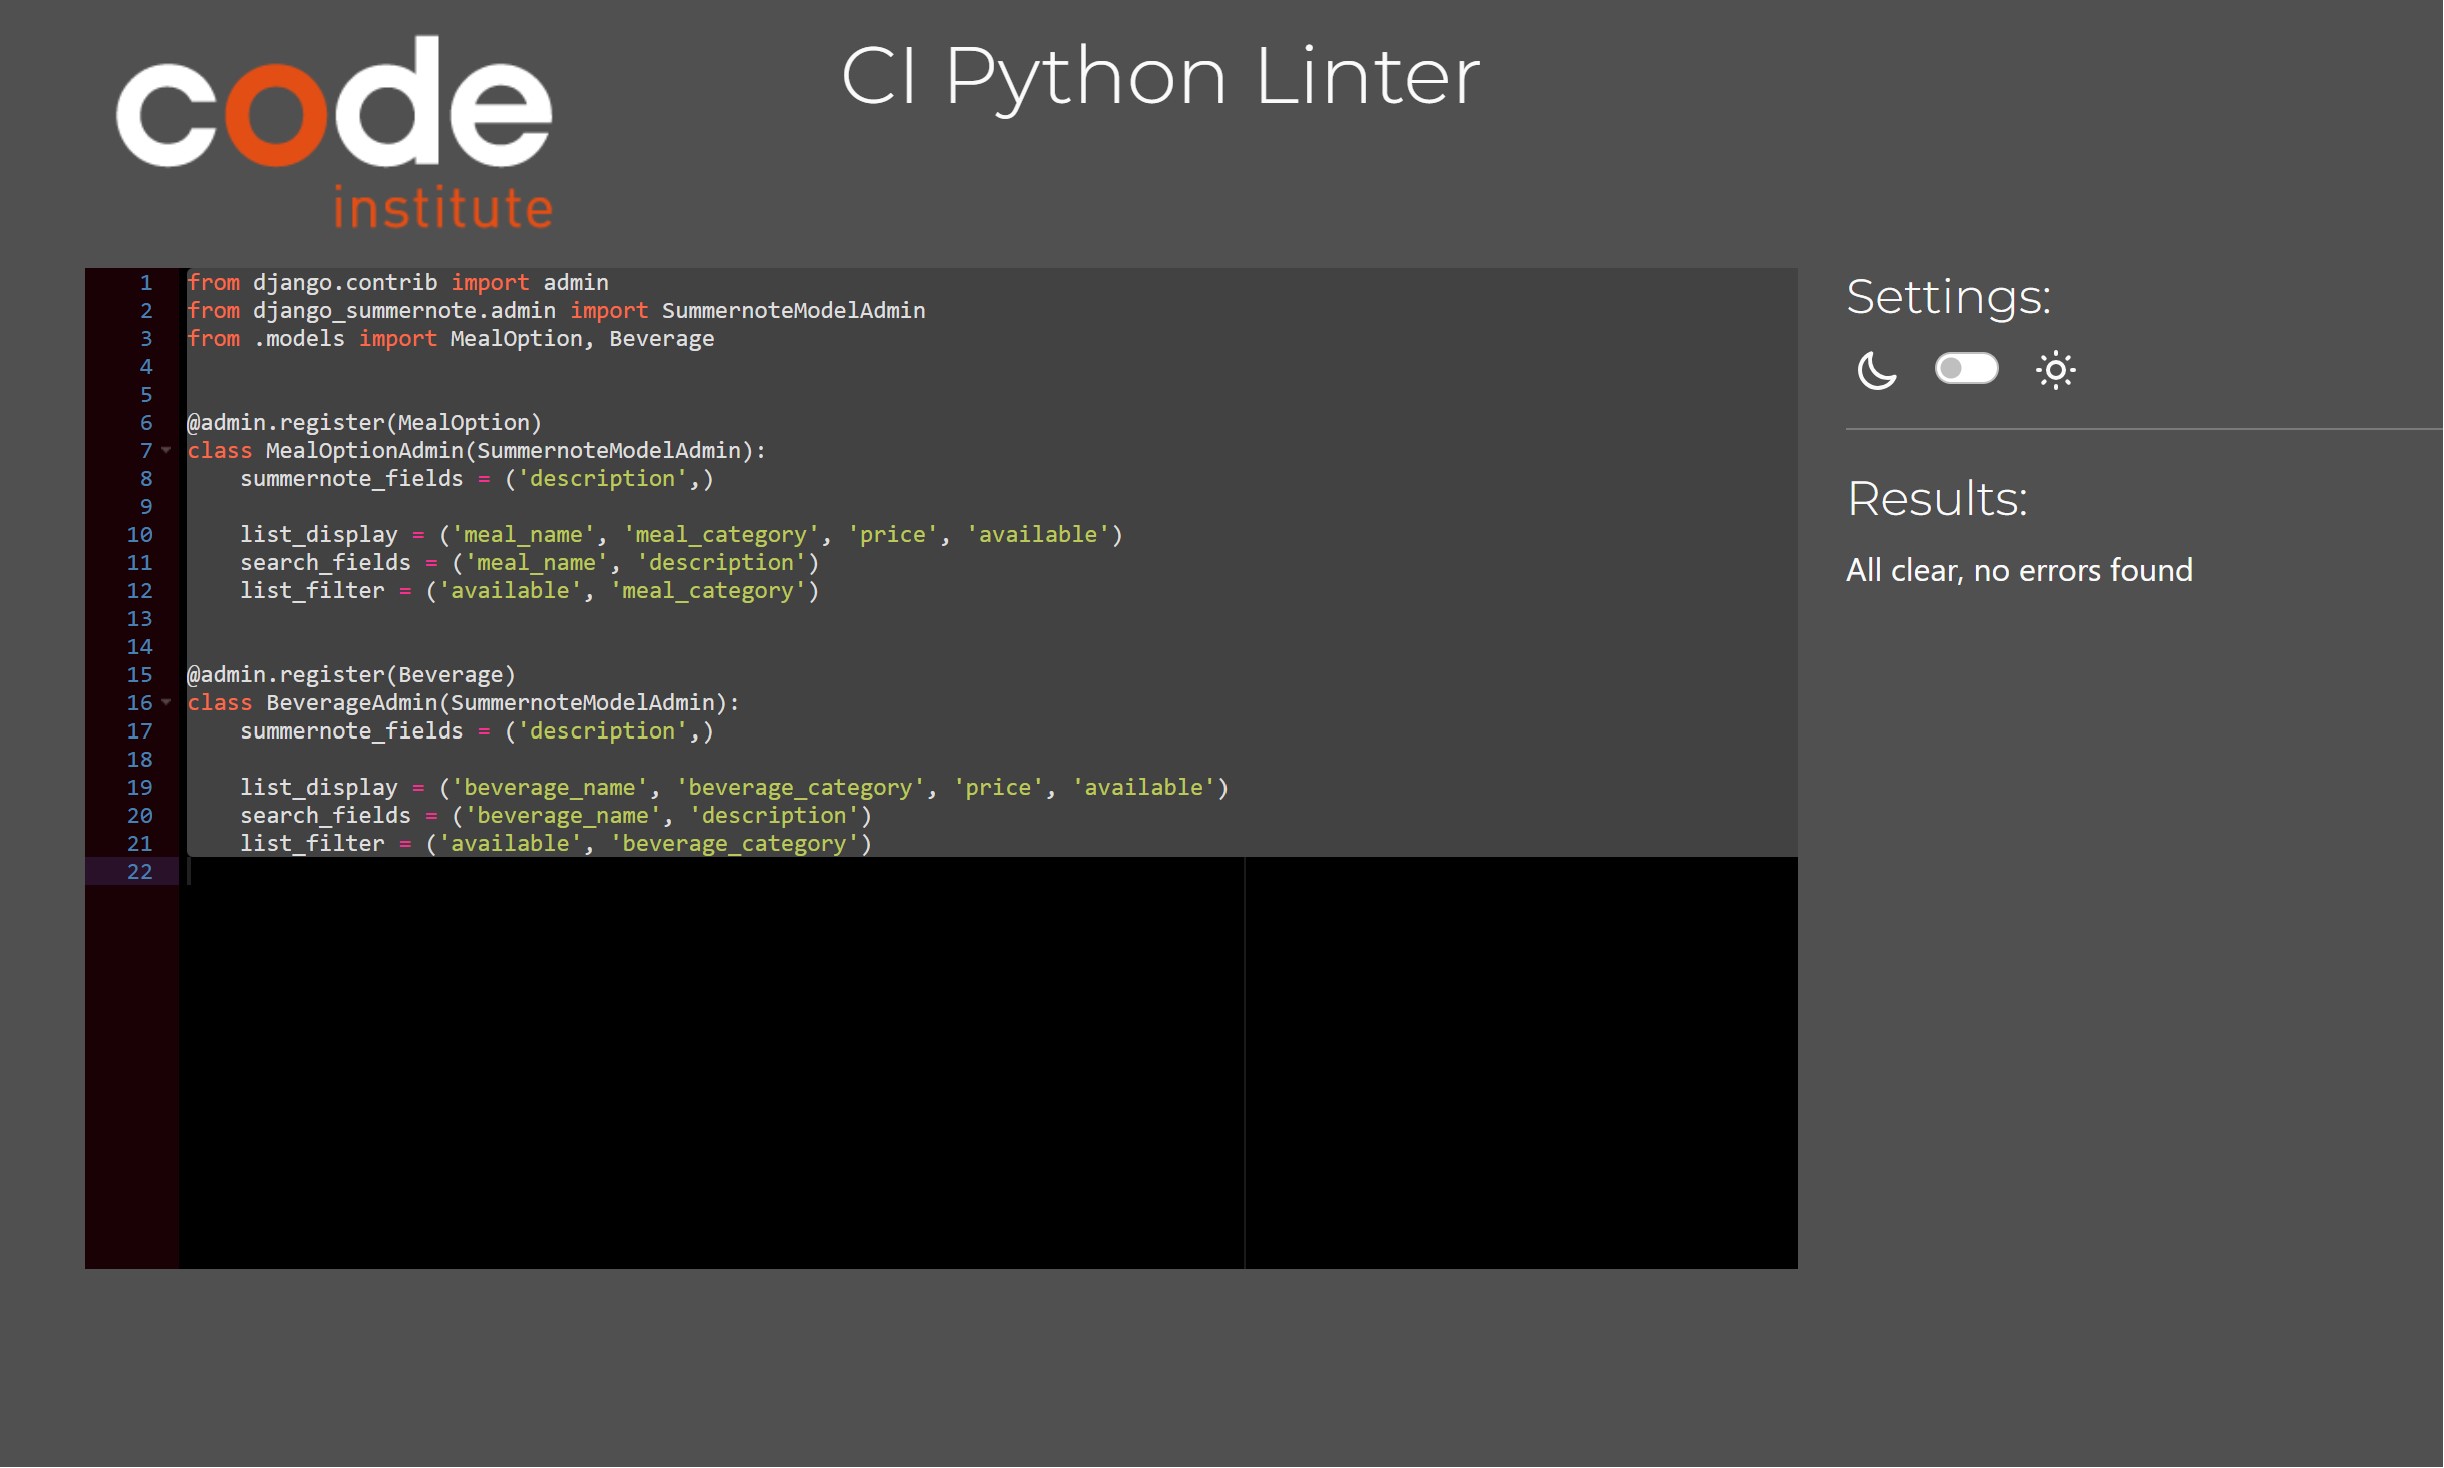 code
institute
CI Python Linter
1 from django.contrib import admin
2 from django_summernote.admin import SummernoteModelAdmin
3 from .models import MealOption, Beverage
4
5
6 @admin.register(MealOption)
7 class MealOptionAdmin(SummernoteModelAdmin):
8     summernote_fields = ('description',)
9
10     list_display = ('meal_name', 'meal_category', 'price', 'available')
11     search_fields = ('meal_name', 'description')
12     list_filter = ('available', 'meal_category')
13
14
15 @admin.register(Beverage)
16 class BeverageAdmin(SummernoteModelAdmin):
17     summernote_fields = ('description',)
18
19     list_display = ('beverage_name', 'beverage_category', 'price', 'available')
20     search_fields = ('beverage_name', 'description')
21     list_filter = ('available', 'beverage_category')
22
Settings:
Results:
All clear, no errors found